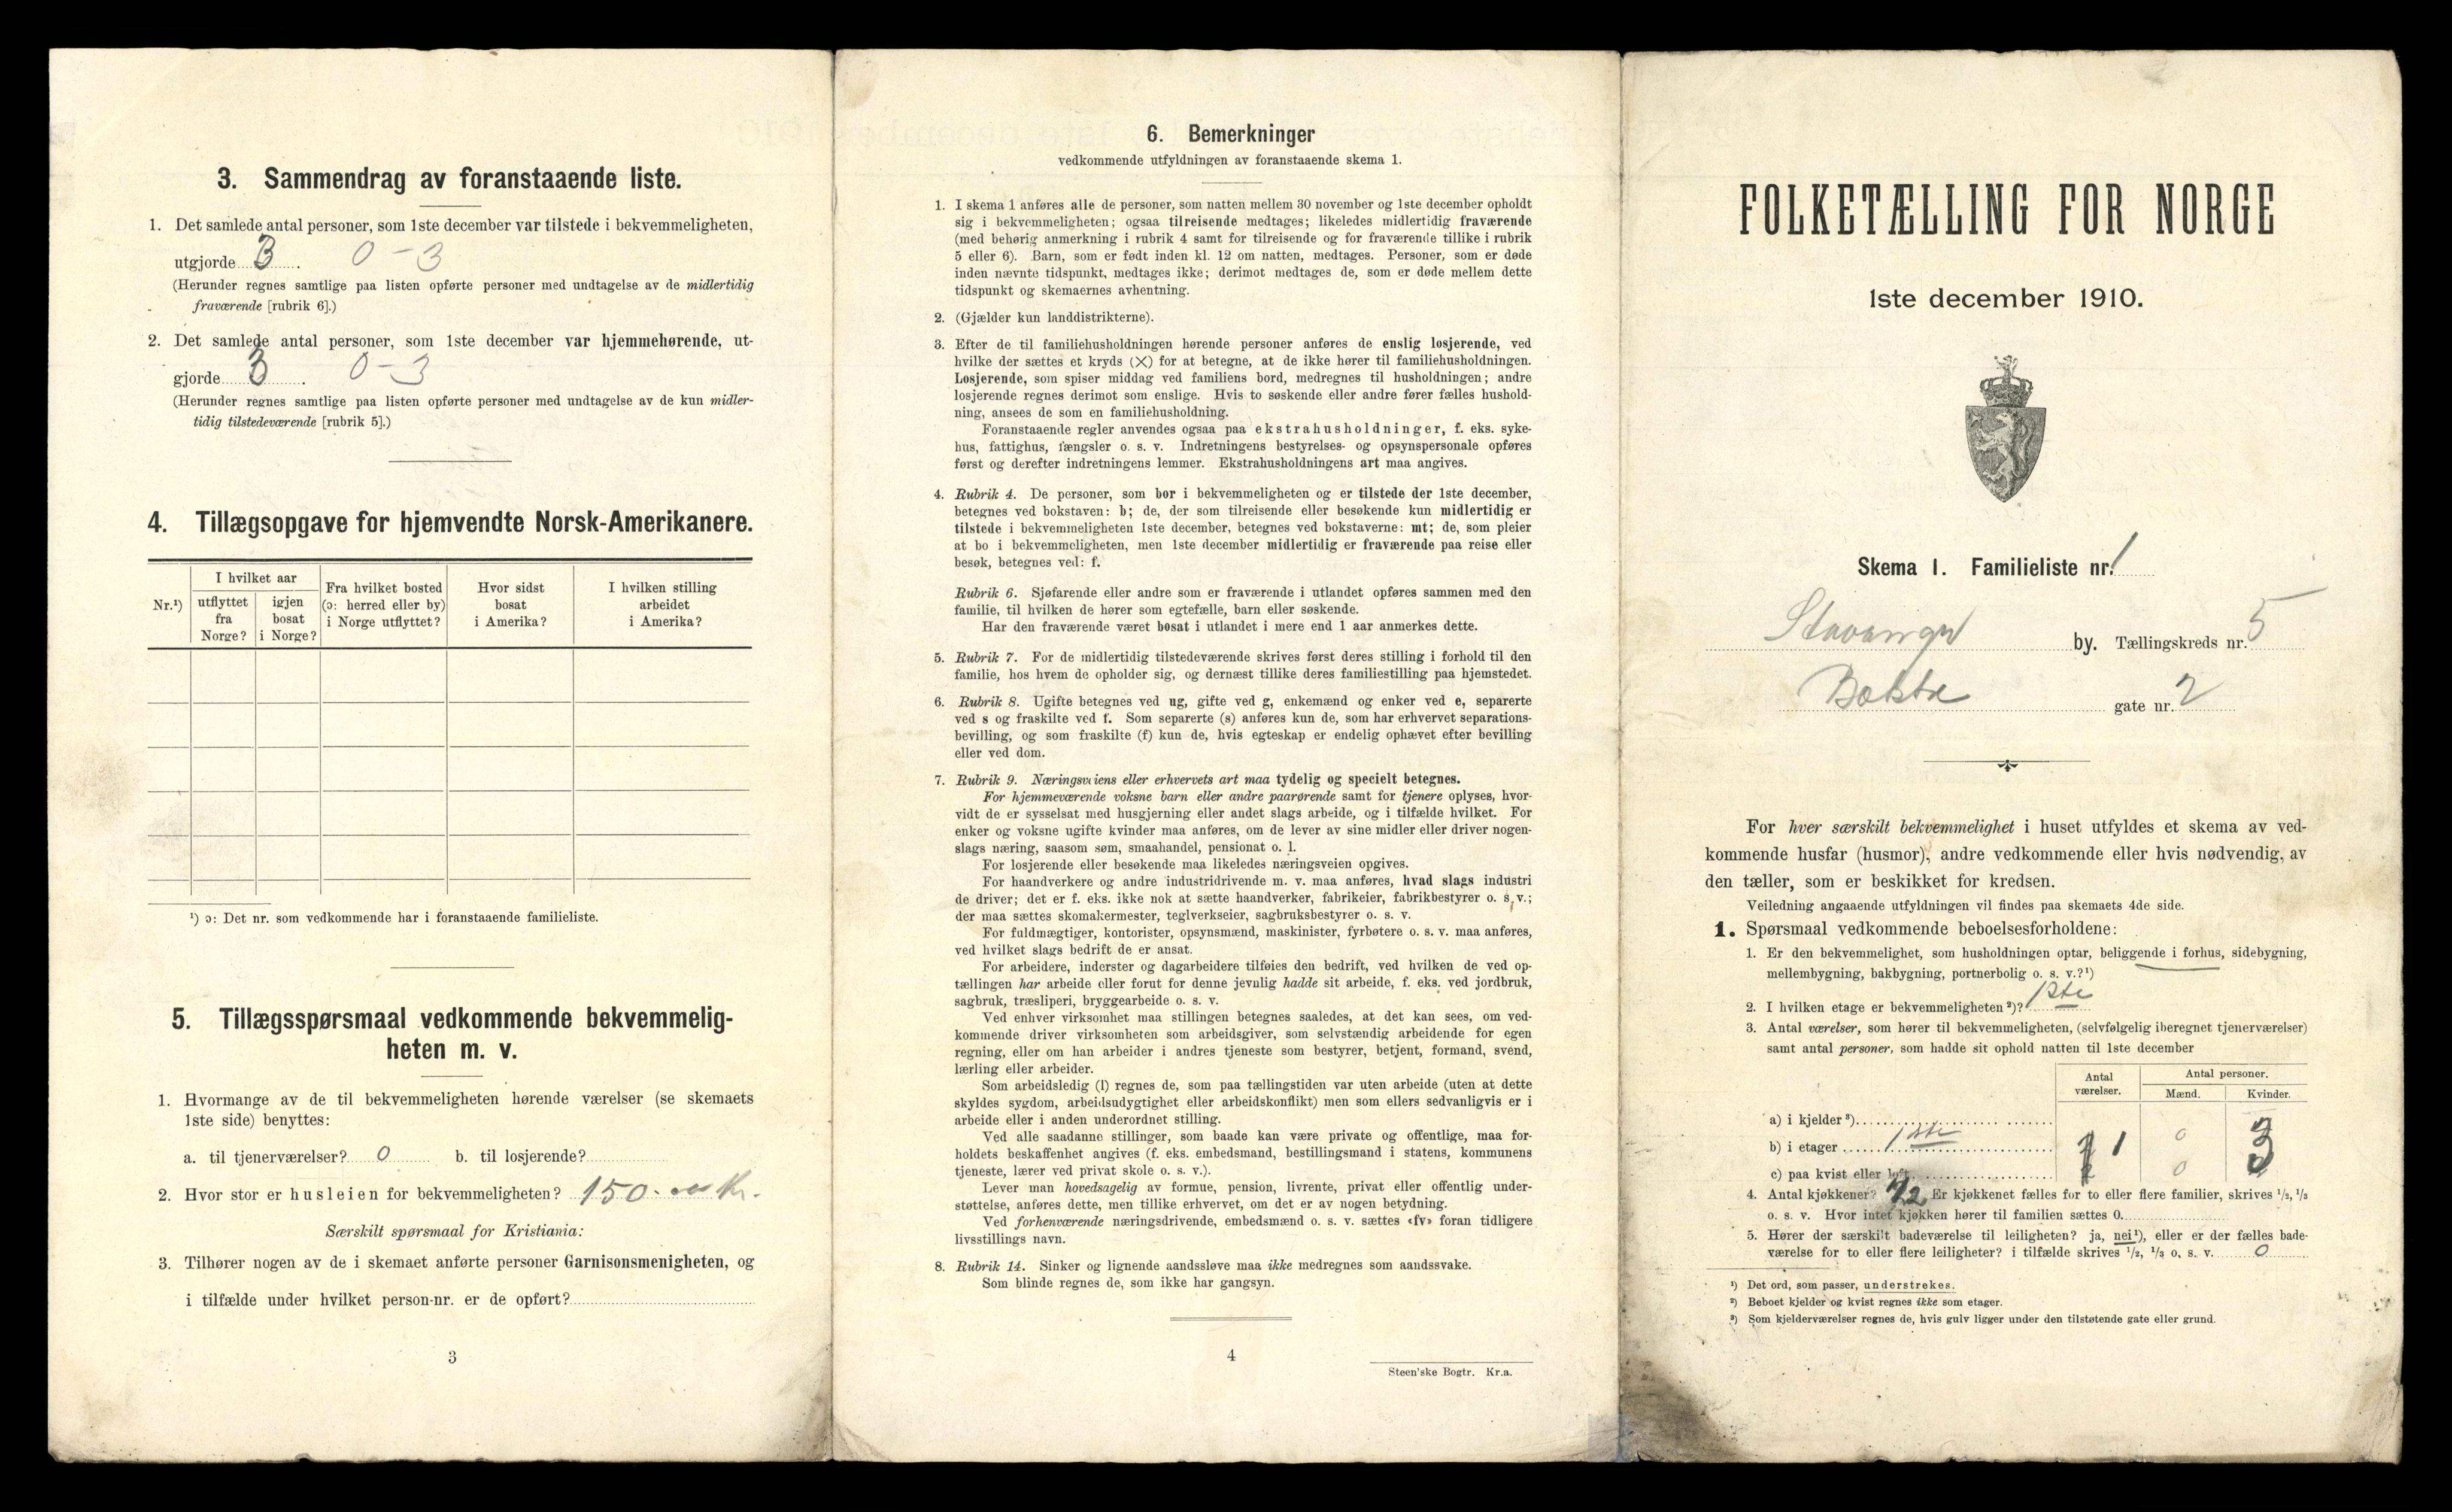 3. Sammendrag av foranstaaende liste.
1. Det samlede antal personer, som 1ste december var tilstede i bekvemmeligheten,
utgjorde 3. 0 - 3
(Herunder regnes samtlige paa listen opførte personer med undtagelse av de midlertidig
fraværende [rubrik 6].)
2. Det samlede antal personer, som 1ste december var hjemmehørende, ut-
gjorde 3. 0 - 3
(Herunder regnes samtlige paa listen opførte personer med undtagelse av de kun midler-
tidig tilstedeværende [rubrik 5].)
4. Tillægsopgave for hjemvendte Norsk-Amerikanere.
Nr.¹)
I hvilket aar
utflyttet
fra
Norge?
igjen
bosat
i Norge?
Fra hvilket bosted
(ɔ: herred eller by)
i Norge utflyttet?
Hvor sidst
bosat
i Amerika?
I hvilken stilling
arbeidet
i Amerika?
¹) ɔ: Det nr. som vedkommende har i foranstaaende familieliste.
5. Tillægsspørsmaal vedkommende bekvemmelig-
heten m. v.
1. Hvormange av de til bekvemmeligheten hørende værelser (se skemaets
1ste side) benyttes:
a. til tjenerværelser? 0 b. til losjerende?
2. Hvor stor er husleien for bekvemmeligheten? 150.00 Kr.
Særskilt spørsmaal for Kristiania:
3. Tilhører nogen av de i skemaet anførte personer Garnisonsmenigheten, og
i tilfælde under hvilket person-nr. er de opført?
3
6. Bemerkninger
vedkommende utfyldningen av foranstaaende skema 1.
1. I skema 1 anføres alle de personer, som natten mellem 30 november og 1ste december opholdt
sig i bekvemmeligheten; ogsaa tilreisende medtages; likeledes midlertidig fraværende
(med behørig anmerkning i rubrik 4 samt for tilreisende og for fraværende tillike i rubrik
5 eller 6). Barn, som er født inden kl. 12 om natten, medtages. Personer, som er døde
inden nævnte tidspunkt, medtages ikke; derimot medtages de, som er døde mellem dette
tidspunkt og skemaernes avhentning.
2. (Gjælder kun landdistrikterne).
3. Efter de til familiehusholdningen hørende personer anføres de enslig losjerende, ved
hvilke der sættes et kryds (×) for at betegne, at de ikke hører til familiehusholdningen.
Losjerende, som spiser middag ved familiens bord, medregnes til husholdningen; andre
losjerende regnes derimot som enslige. Hvis to søskende eller andre fører fælles hushold-
ning, ansees de som en familiehusholdning.
Foranstaaende regler anvendes ogsaa paa ekstrahusholdninger, f. eks. syke-
hus, fattighus, fængsler o. s. v. Indretningens bestyrelses- og opsynspersonale opføres
først og derefter indretningens lemmer. Ekstrahusholdningens art maa angives.
4. Rubrik 4. De personer, som bor i bekvemmeligheten og er tilstede der 1ste december,
betegnes ved bokstaven: b; de, der som tilreisende eller besøkende kun midlertidig er
tilstede i bekvemmeligheten 1ste december, betegnes ved bokstaverne: mt; de, som pleier
at bo i bekvemmeligheten, men 1ste december midlertidig er fraværende paa reise eller
besøk, betegnes ved: f.
Rubrik 6. Sjøfarende eller andre som er fraværende i utlandet opføres sammen med den
familie, til hvilken de hører som egtefælle, barn eller søskende.
Har den fraværende været bosat i utlandet i mere end 1 aar anmerkes dette.
5. Rubrik 7. For de midlertidig tilstedeværende skrives først deres stilling i forhold til den
familie, hos hvem de opholder sig, og dernæst tillike deres familiestilling paa hjemstedet.
6. Rubrik 8. Ugifte betegnes ved ug, gifte ved g, enkemænd og enker ved e, separerte
ved s og fraskilte ved f. Som separerte (s) anføres kun de, som har erhvervet separations-
bevilling, og som fraskilte (f) kun de, hvis egteskap er endelig ophævet efter bevilling
eller ved dom.
7. Rubrik 9. Næringsveiens eller erhvervets art maa tydelig og specielt betegnes.
For hjemmeværende voksne barn eller andre paarørende samt for tjenere oplyses, hvor-
vidt de er sysselsat med husgjerning eller andet slags arbeide, og i tilfælde hvilket. For
enker og voksne ugifte kvinder maa anføres, om de lever av sine midler eller driver nogen-
slags næring, saasom søm, smaahandel, pensionat o. l.
For losjerende eller besøkende maa likeledes næringsveien opgives.
For haandverkere og andre industridrivende m. v. maa anføres, hvad slags industri
de driver; det er f. eks. ikke nok at sætte haandverker, fabrikeier, fabrikbestyrer o. s. v.;
der maa sættes skomakermester, teglverkseier, sagbruksbestyrer o. s. v.
For fuldmægtiger, kontorister, opsynsmænd, maskinister, fyrbøtere o. s. v. maa anføres,
ved hvilket slags bedrift de er ansat.
For arbeidere, inderster og dagarbeidere tilføies den bedrift, ved hvilken de ved op-
tællingen har arbeide eller forut for denne jevnlig hadde sit arbeide, f. eks. ved jordbruk,
sagbruk, træsliperi, bryggearbeide o. s. v.
Ved enhver virksomhet maa stillingen betegnes saaledes, at det kan sees, om ved-
kommende driver virksomheten som arbeidsgiver, som selvstændig arbeidende for egen
regning, eller om han arbeider i andres tjeneste som bestyrer, betjent, formand, svend,
lærling eller arbeider.
Som arbeidsledig (l) regnes de, som paa tællingstiden var uten arbeide (uten at dette
skyldes sygdom, arbeidsudygtighet eller arbeidskonflikt) men som ellers sedvanligvis er i
arbeide eller i anden underordnet stilling.
Ved alle saadanne stillinger, som baade kan være private og offentlige, maa for-
holdets beskaffenhet angives (f. eks. embedsmand, bestillingsmand i statens, kommunens
tjeneste, lærer ved privat skole o. s. v.).
Lever man hovedsagelig av formue, pension, livrente, privat eller offentlig under-
støttelse, anføres dette, men tillike erhvervet, om det er av nogen betydning.
Ved forhenværende næringsdrivende, embedsmænd o. s. v. sættes «fv» foran tidligere
livsstillings navn.
8. Rubrik 14. Sinker og lignende aandssløve maa ikke medregnes som aandssvake.
Som blinde regnes de, som ikke har gangsyn.
4
Steen'ske Bogtr. Kr.a.
FOLKETÆLLING FOR NORGE
1ste december 1910.
Skema 1. Familieliste nr. 1
Stavanger by. Tællingskreds nr. 5
gate nr. 2
For hver særskilt bekvemmelighet i huset utfyldes et skema av ved-
kommende husfar (husmor), andre vedkommende eller hvis nødvendig, av
den tæller, som er beskikket for kredsen.
Veiledning angaaende utfyldningen vil findes paa skemaets 4de side.
1. Spørsmaal vedkommende beboelsesforholdene:
1. Er den bekvemmelighet, som husholdningen optar, beliggende i forhus, sidebygning,
mellembygning, bakbygning, portnerbolig o. s. v.?¹)
2. I hvilken etage er bekvemmeligheten²)? 1ste
3. Antal værelser, som hører til bekvemmeligheten, (selvfølgelig iberegnet tjenerværelser)
samt antal personer, som hadde sit ophold natten til 1ste december
Antal
værelser.
Antal personer.
Mænd. Kvinder.
a) i kjelder³)
b) i etager 1ste 1 0 3
c) paa kvist eller loft 0
4. Antal kjøkkener? 1/2 Er kjøkkenet fælles for to eller flere familier, skrives 1/2, 1/3
o. s. v. Hvor intet kjøkken hører til familien sættes 0.
5. Hører der særskilt badeværelse til leiligheten? ja, nei¹), eller er der fælles bade-
værelse for to eller flere leiligheter? i tilfælde skrives 1/2, 1/3 o. s. v. 0
¹) Det ord, som passer, understrekes.
²) Beboet kjelder og kvist regnes ikke som etager.
³) Som kjelderværelser regnes de, hvis gulv ligger under den tilstøtende gate eller grund.